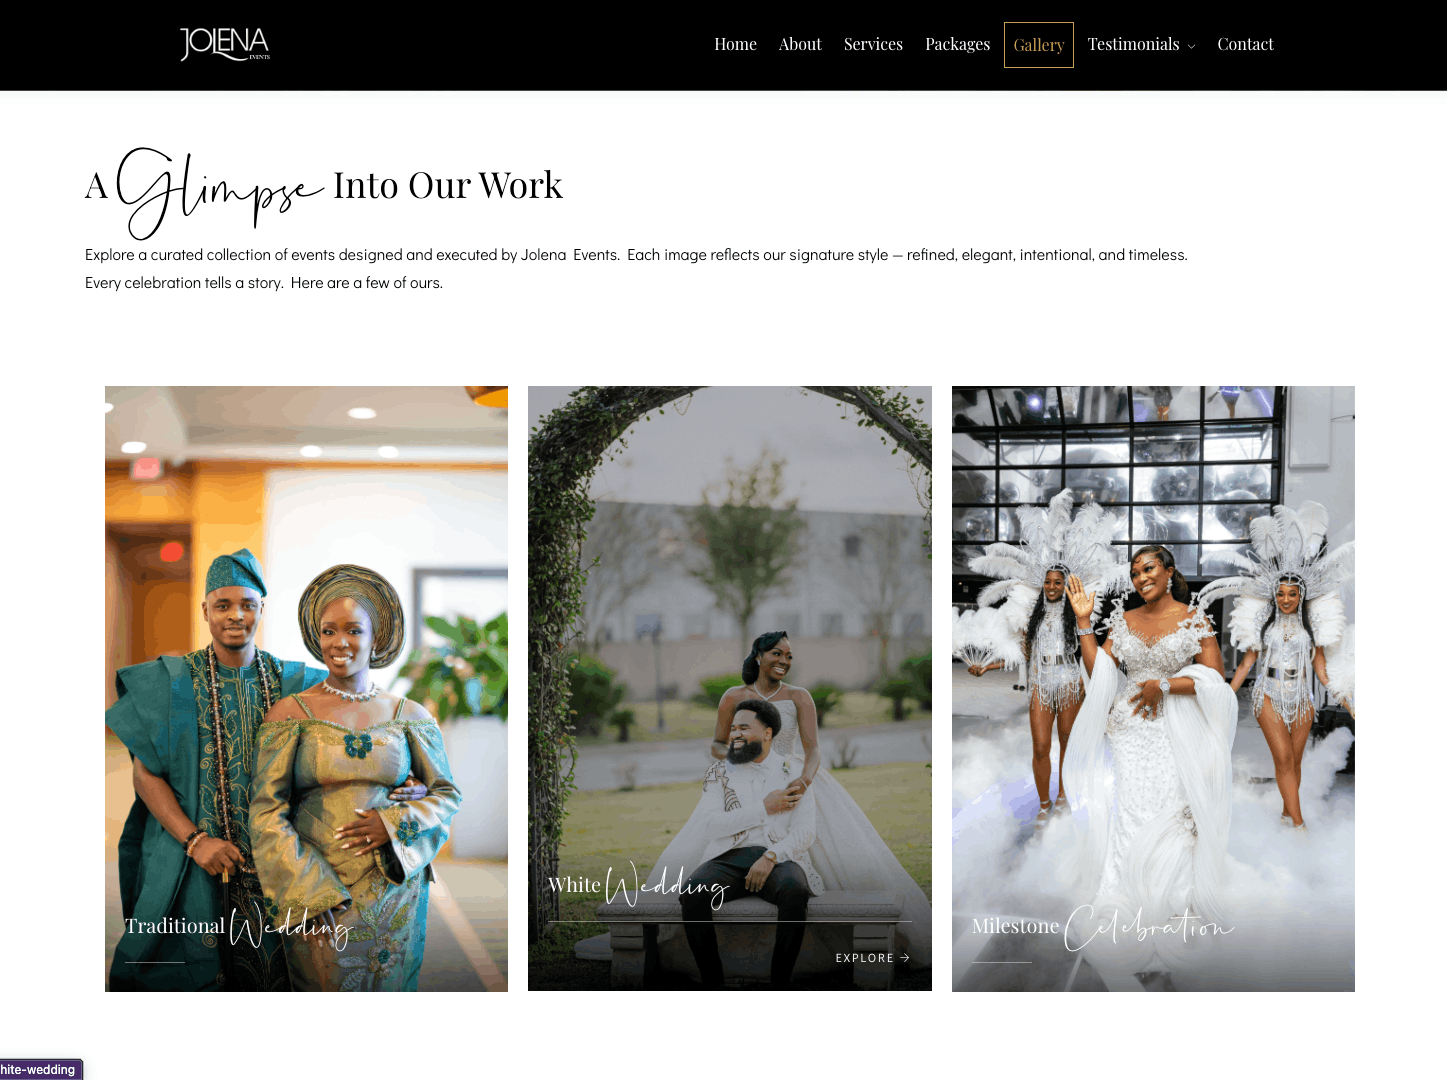 JOLENA
EVENTS
Home About Services Packages Gallery Testimonials Contact
A Glimpse Into Our Work
Explore a curated collection of events designed and executed by Jolena Events. Each image reflects our signature style — refined, elegant, intentional, and timeless.
Every celebration tells a story. Here are a few of ours.
Traditional Wedding
White Wedding
EXPLORE →
Milestone Celebration
hite-wedding